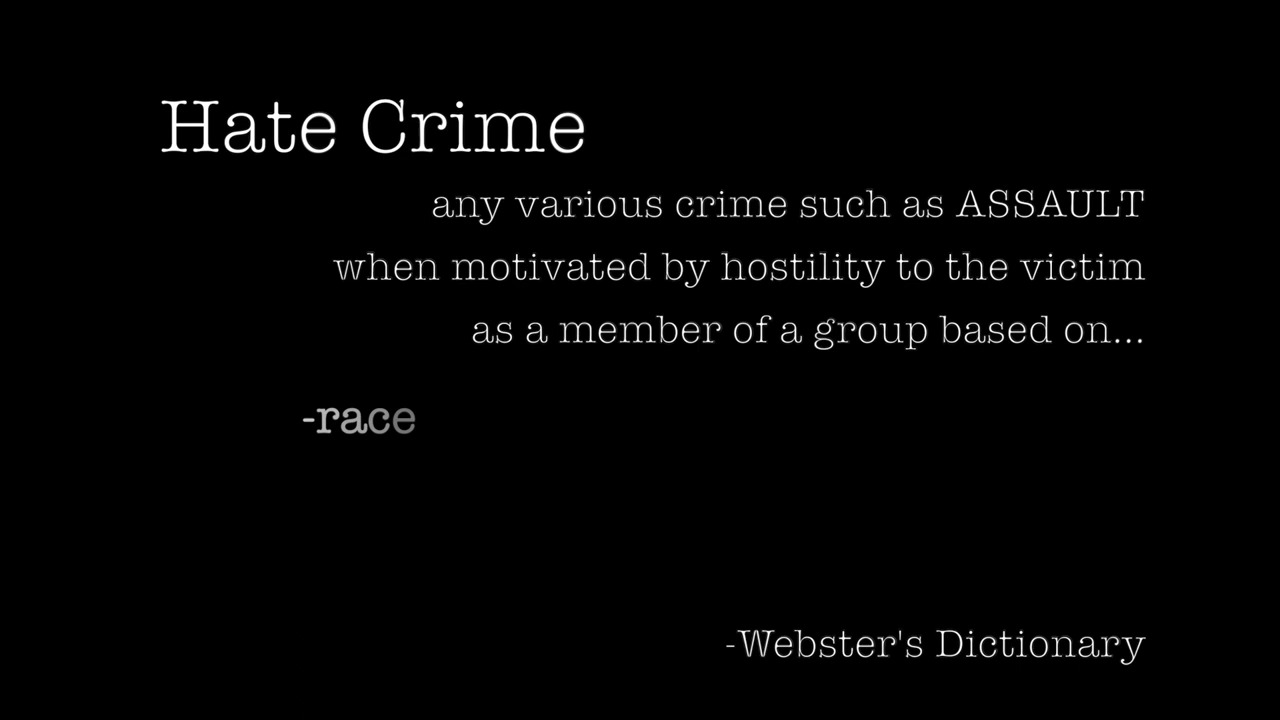 Hate Crime
any various crime such as ASSAULT
when motivated by hostility to the victim
as a member of a group based on...
-race
-Webster's Dictionary